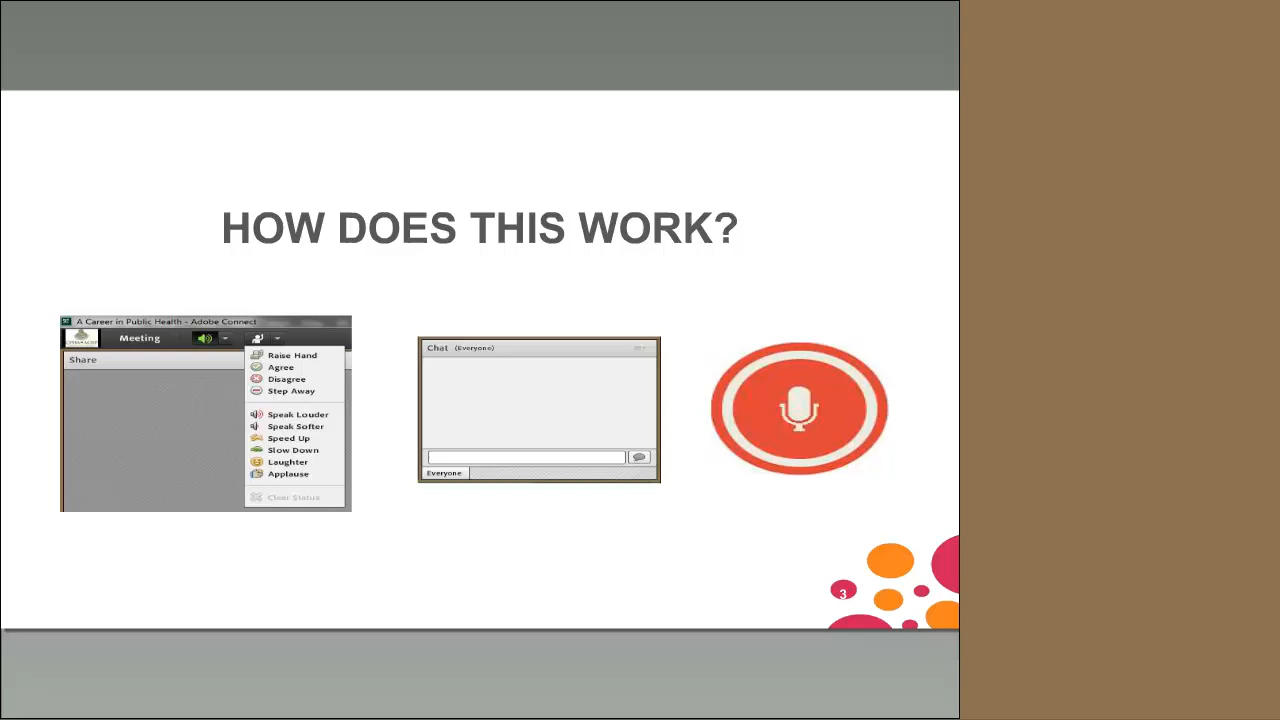 HOW DOES THIS WORK?
A Career in Public Health - Adobe Connect
Meeting
Share
Raise Hand
Agree
Disagree
Step Away
Speak Louder
Speak Softer
Speed Up
Slow Down
Laughter
Applause
Clear Status
Chat (Everyone)
Everyone
3